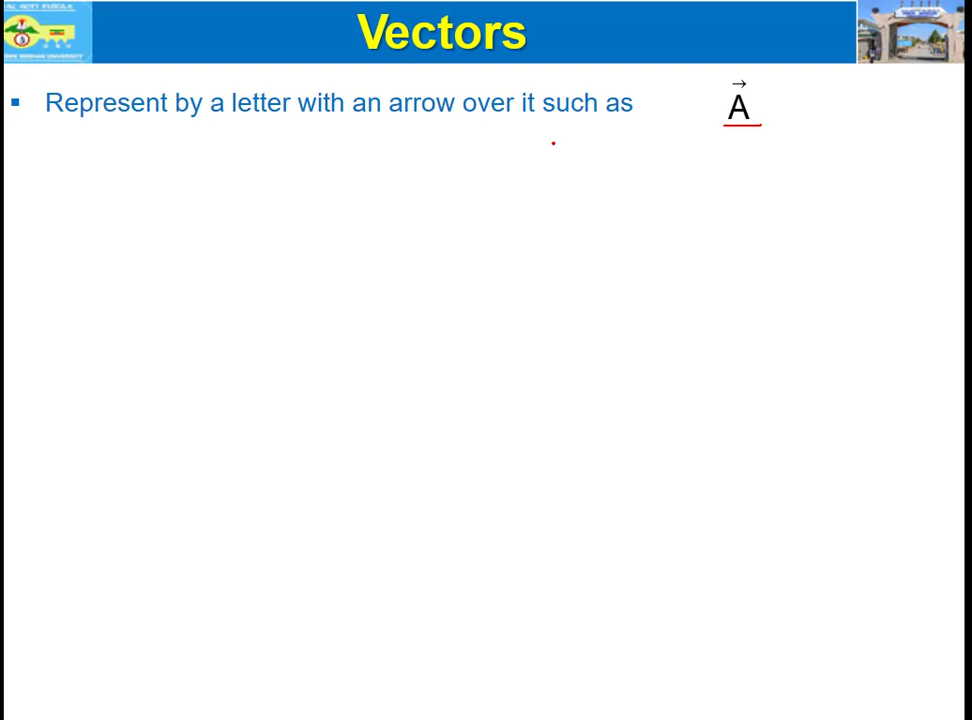 Vectors
▪ Represent by a letter with an arrow over it such as A⃗